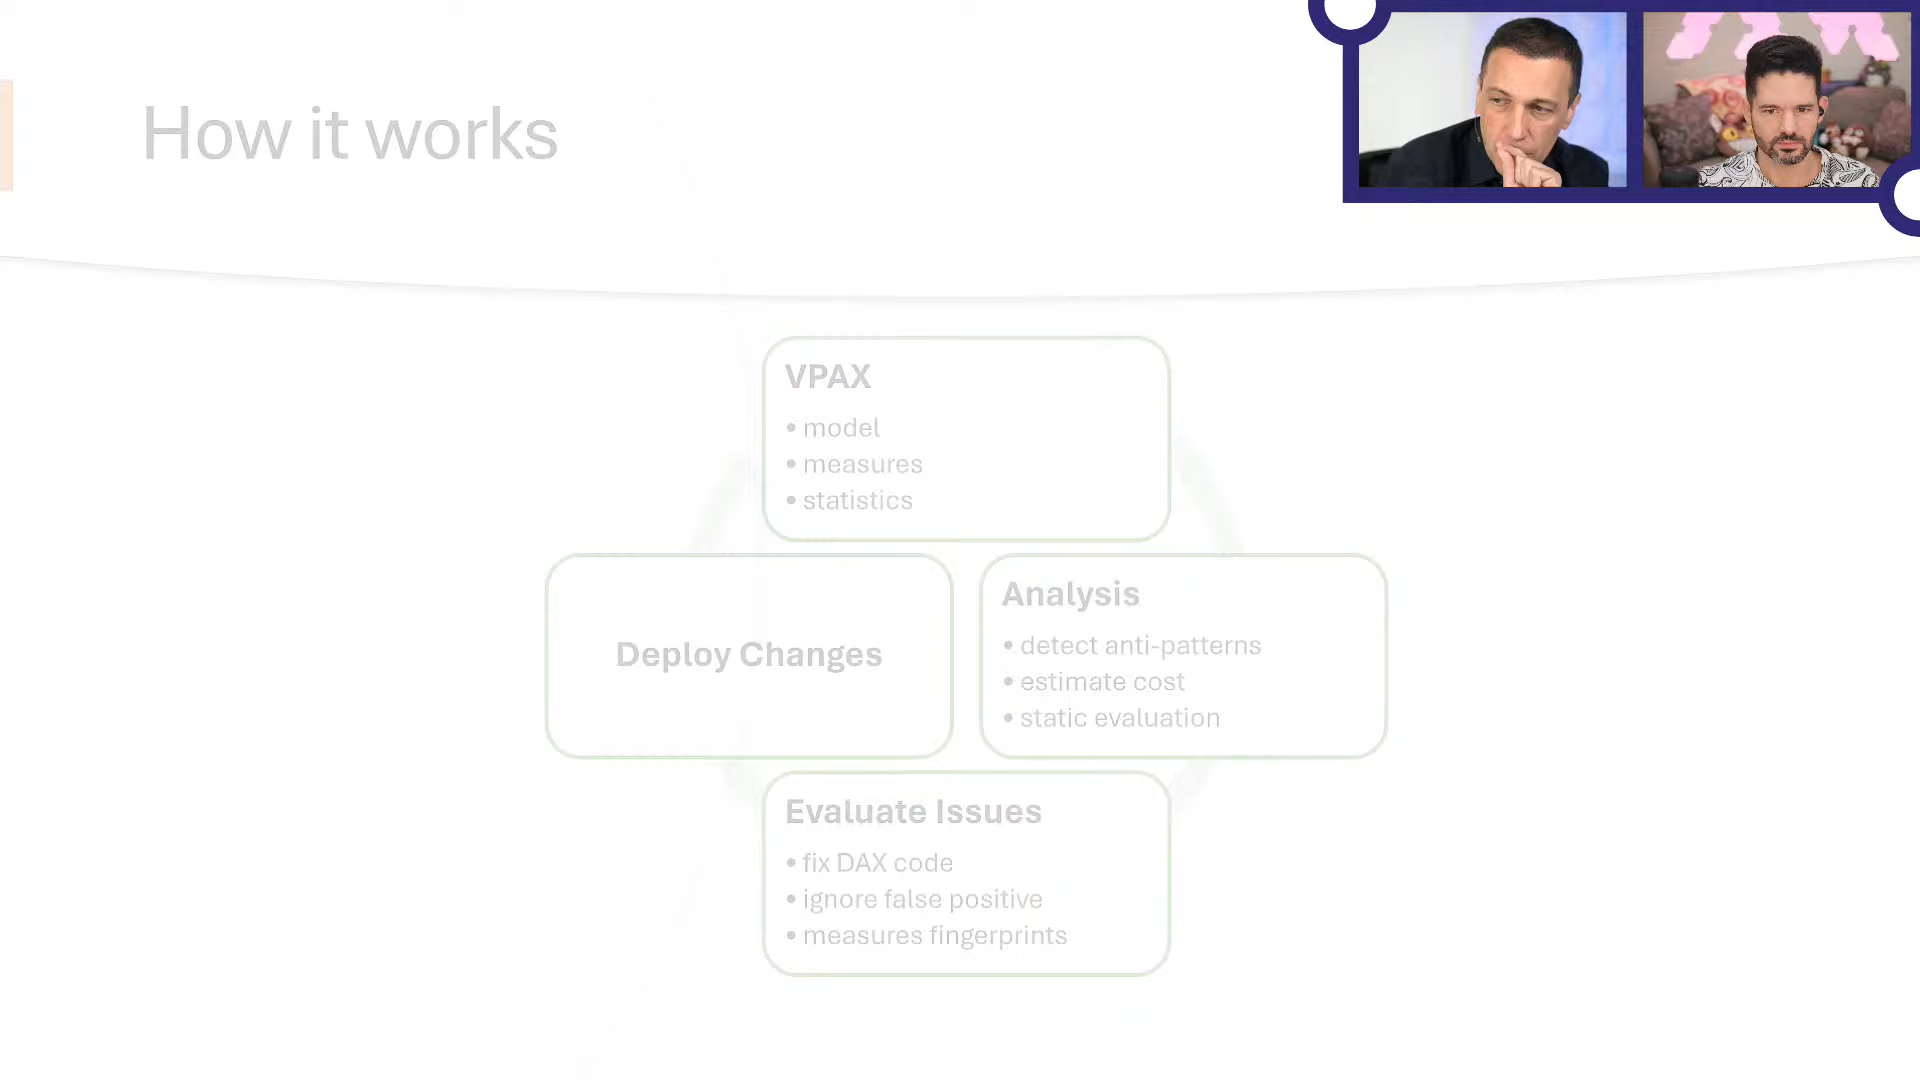 How it works
VPAX
• model
• measures
• statistics
Deploy Changes
Analysis
• detect anti-patterns
• estimate cost
• static evaluation
Evaluate Issues
• fix DAX code
• ignore false positive
• measures fingerprints